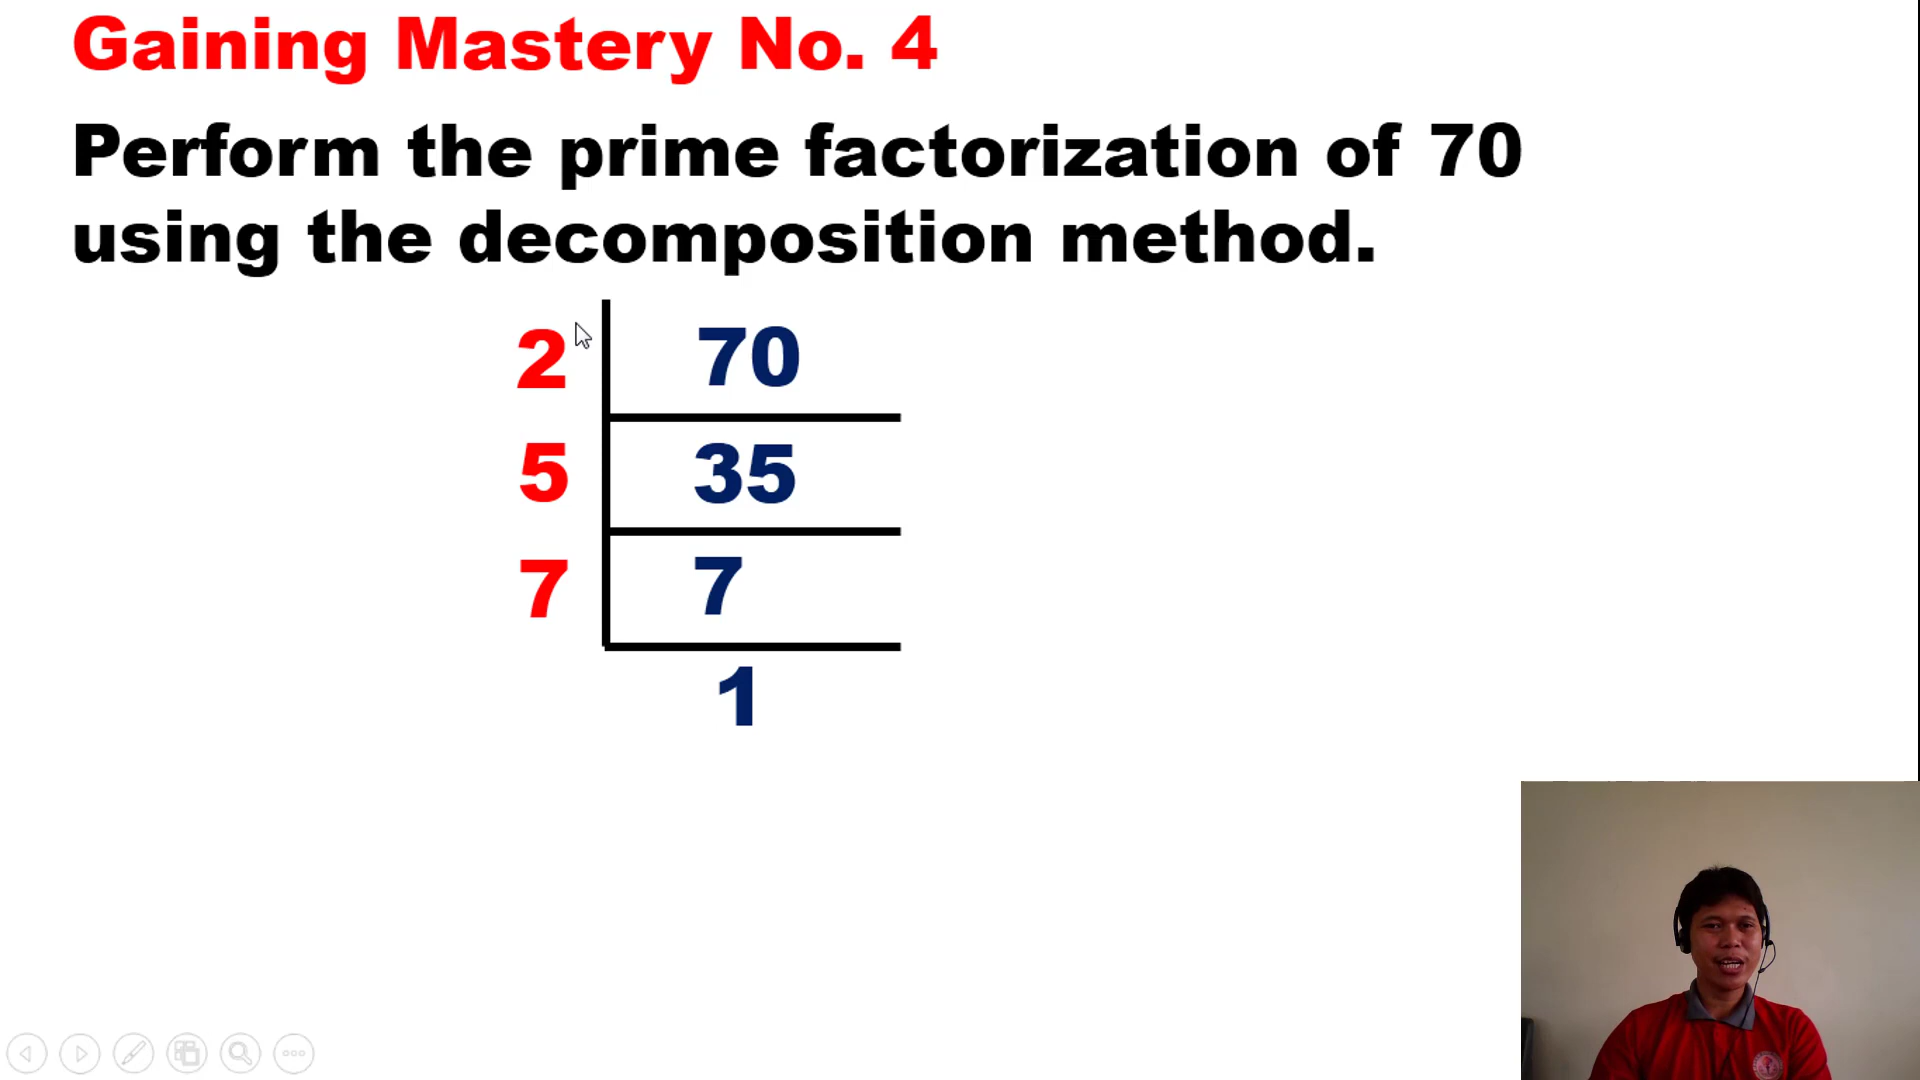 Gaining Mastery No. 4
Perform the prime factorization of 70
using the decomposition method.
2 70
5 35
7 7
1